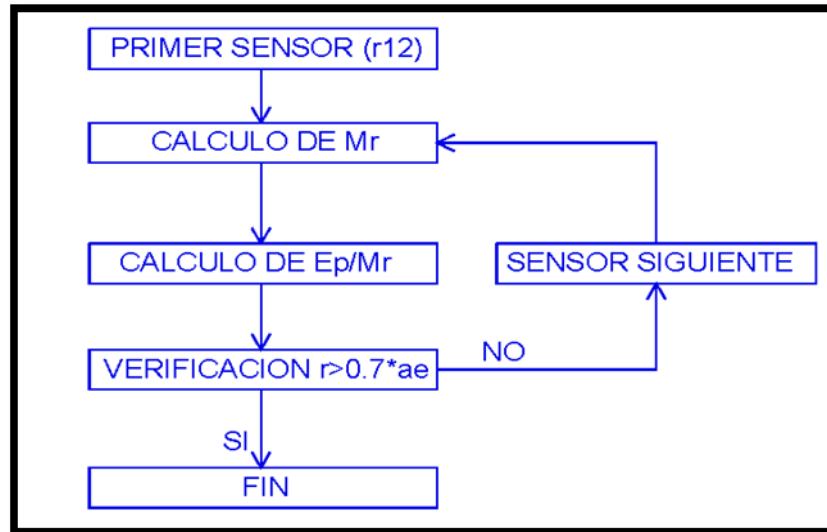 PRIMER SENSOR (r12)
CALCULO DE Mr
CALCULO DE Ep/Mr
SENSOR SIGUIENTE
VERIFICACION r>0.7*ae
NO
SI
FIN